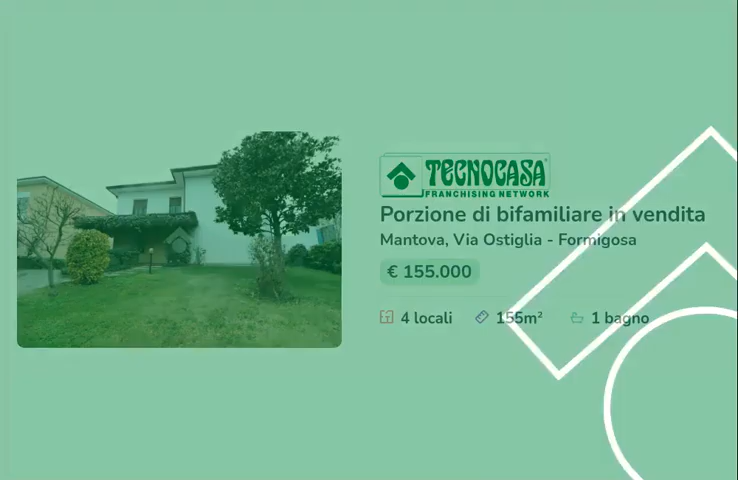 TECNOCASA
FRANCHISING NETWORK
Porzione di bifamiliare in vendita
Mantova, Via Ostiglia - Formigosa
€ 155.000
4 locali 155m² 1 bagno